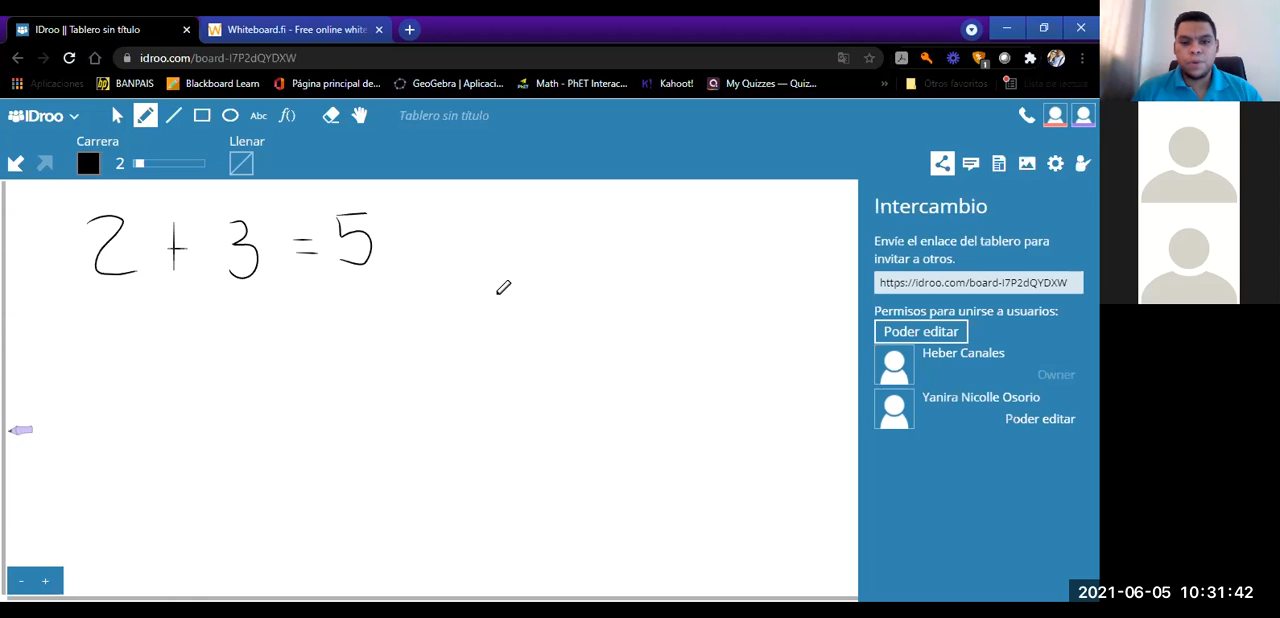 IDroo || Tablero sin título
Whiteboard.fi - Free online white
idroo.com/board-I7P2dQYDXW
Aplicaciones
BANPAIS
Blackboard Learn
Página principal de...
GeoGebra | Aplicaci...
Math - PhET Interac...
Kahoot!
My Quizzes — Quiz...
»
Otros favoritos
Lista de lectura
IDroo
Abc
f()
Tablero sin título
Carrera
Llenar
2
2 + 3 = 5
Intercambio
Envíe el enlace del tablero para
invitar a otros.
https://idroo.com/board-I7P2dQYDXW
Permisos para unirse a usuarios:
Poder editar
Heber Canales
Owner
Yanira Nicolle Osorio
Poder editar
- +
2021-06-05 10:31:42